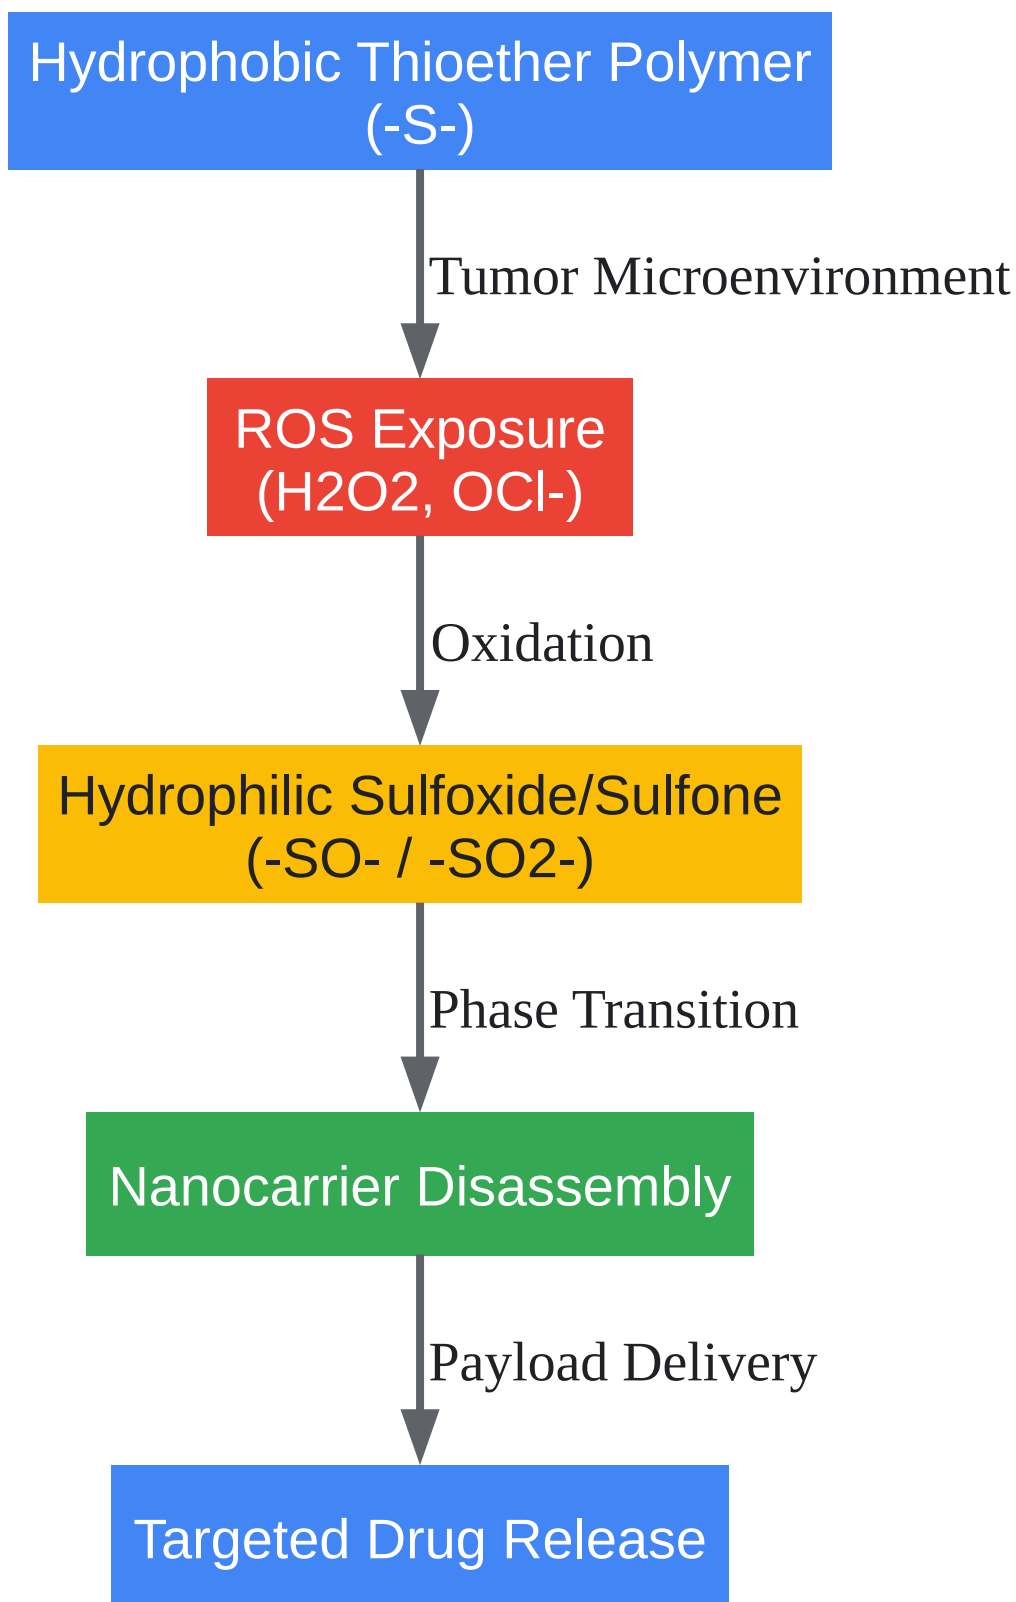 Hydrophobic Thioether Polymer
(-S-)
Tumor Microenvironment
ROS Exposure
(H2O2, OCl-)
Oxidation
Hydrophilic Sulfoxide/Sulfone
(-SO- / -SO2-)
Phase Transition
Nanocarrier Disassembly
Payload Delivery
Targeted Drug Release